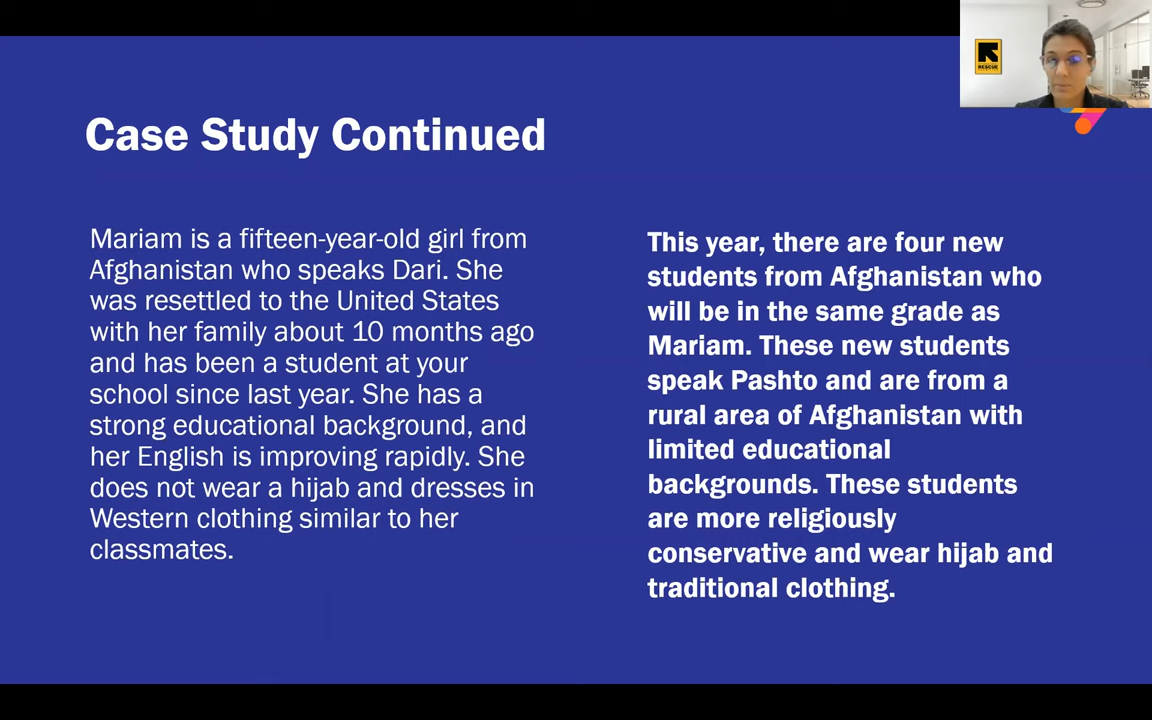 RESCUE
Case Study Continued
Mariam is a fifteen-year-old girl from
Afghanistan who speaks Dari. She
was resettled to the United States
with her family about 10 months ago
and has been a student at your
school since last year. She has a
strong educational background, and
her English is improving rapidly. She
does not wear a hijab and dresses in
Western clothing similar to her
classmates.
This year, there are four new
students from Afghanistan who
will be in the same grade as
Mariam. These new students
speak Pashto and are from a
rural area of Afghanistan with
limited educational
backgrounds. These students
are more religiously
conservative and wear hijab and
traditional clothing.